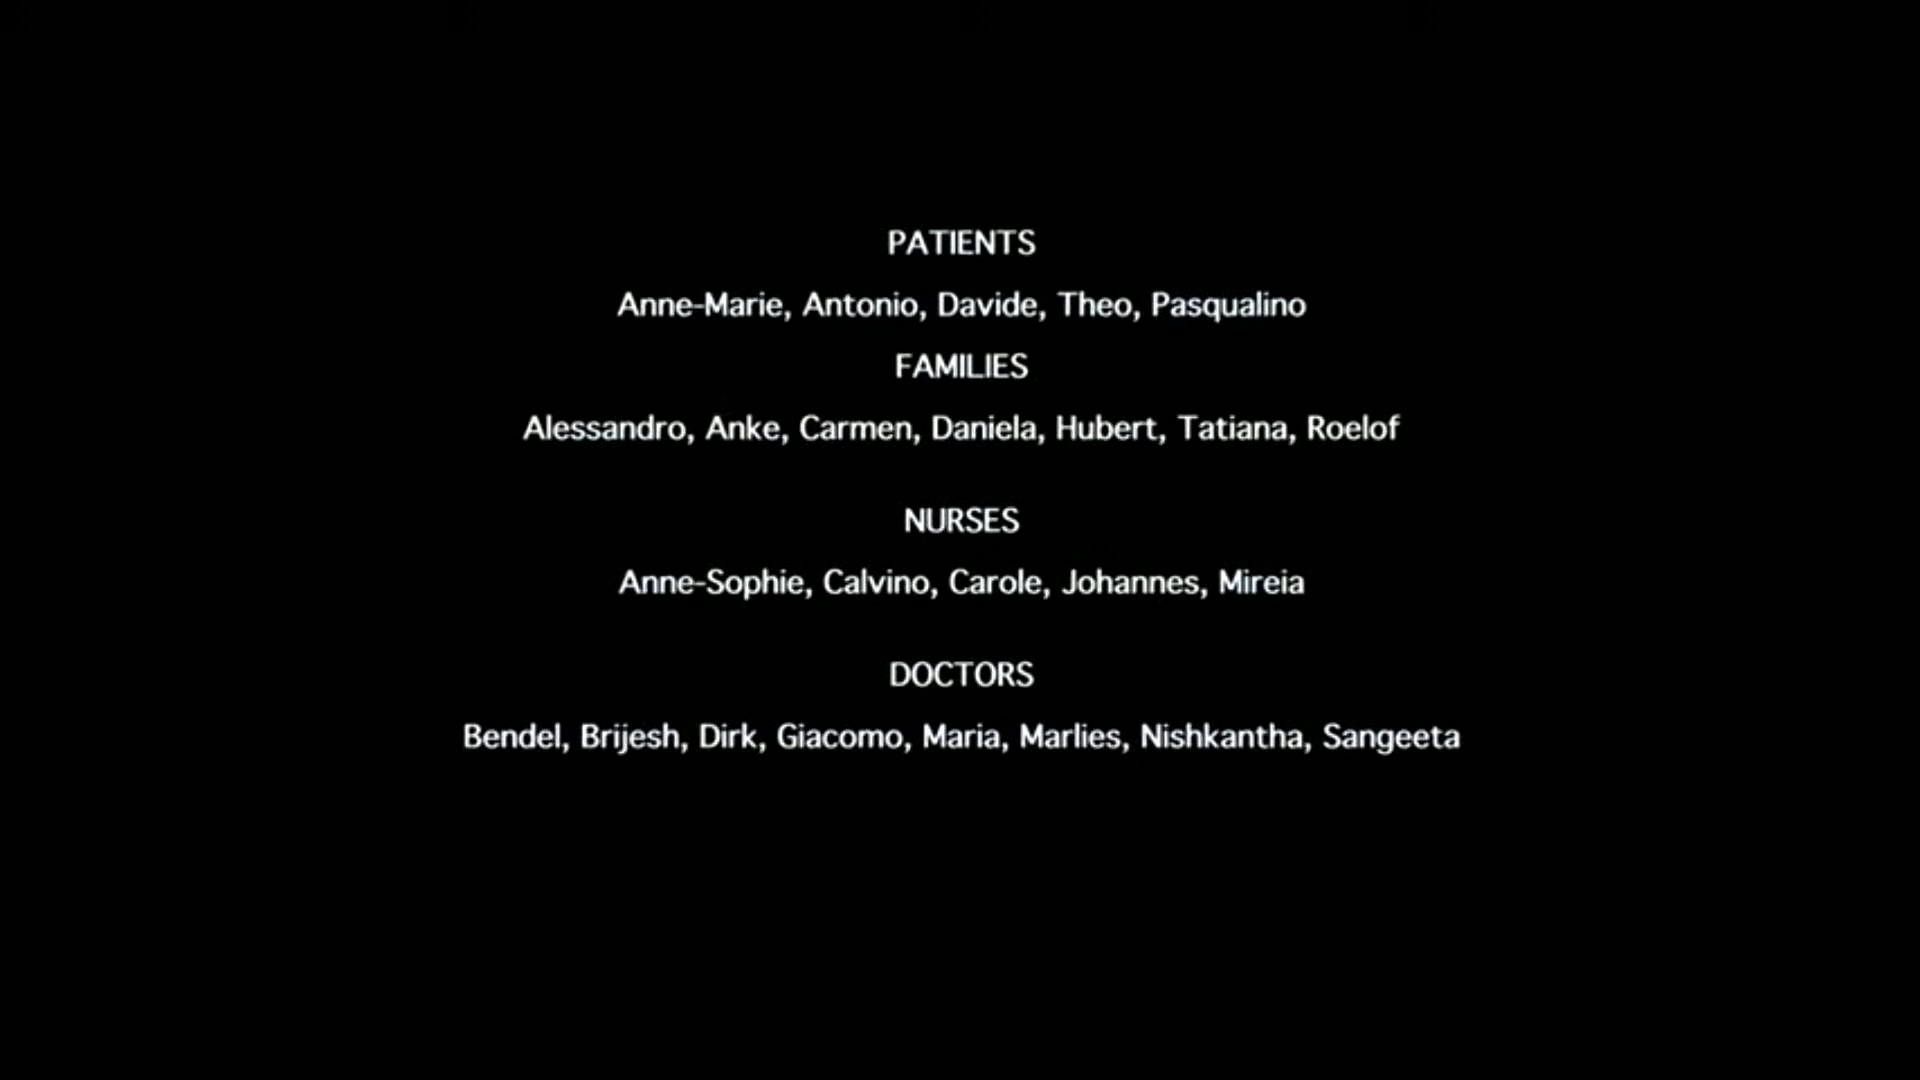 PATIENTS
Anne-Marie, Antonio, Davide, Theo, Pasqualino
FAMILIES
Alessandro, Anke, Carmen, Daniela, Hubert, Tatiana, Roelof
NURSES
Anne-Sophie, Calvino, Carole, Johannes, Mireia
DOCTORS
Bendel, Brijesh, Dirk, Giacomo, Maria, Marlies, Nishkantha, Sangeeta